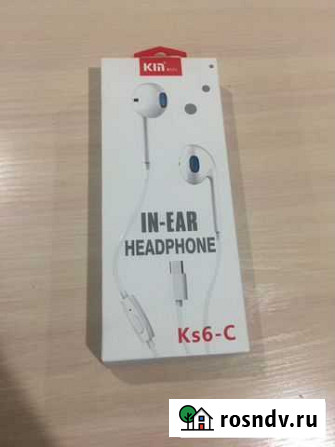 KIN
IN-EAR
HEADPHONE
Ks6-C
rosndv.ru